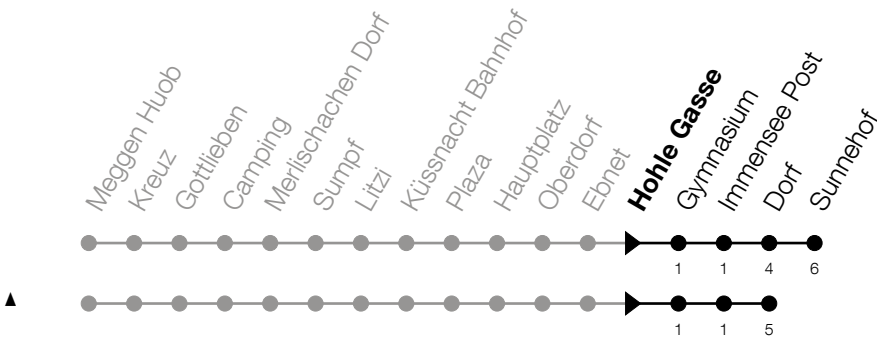 Meggen Huob
Kreuz
Gottlieben
Camping
Merlischachen Dorf
Sumpf
Litzi
Küssnacht Bahnhof
Plaza
Hauptplatz
Oberdorf
Ebnet
Hohle Gasse
Gymnasium
Immensee Post
Dorf
Sunnehof
1 1 4 6
1 1 5